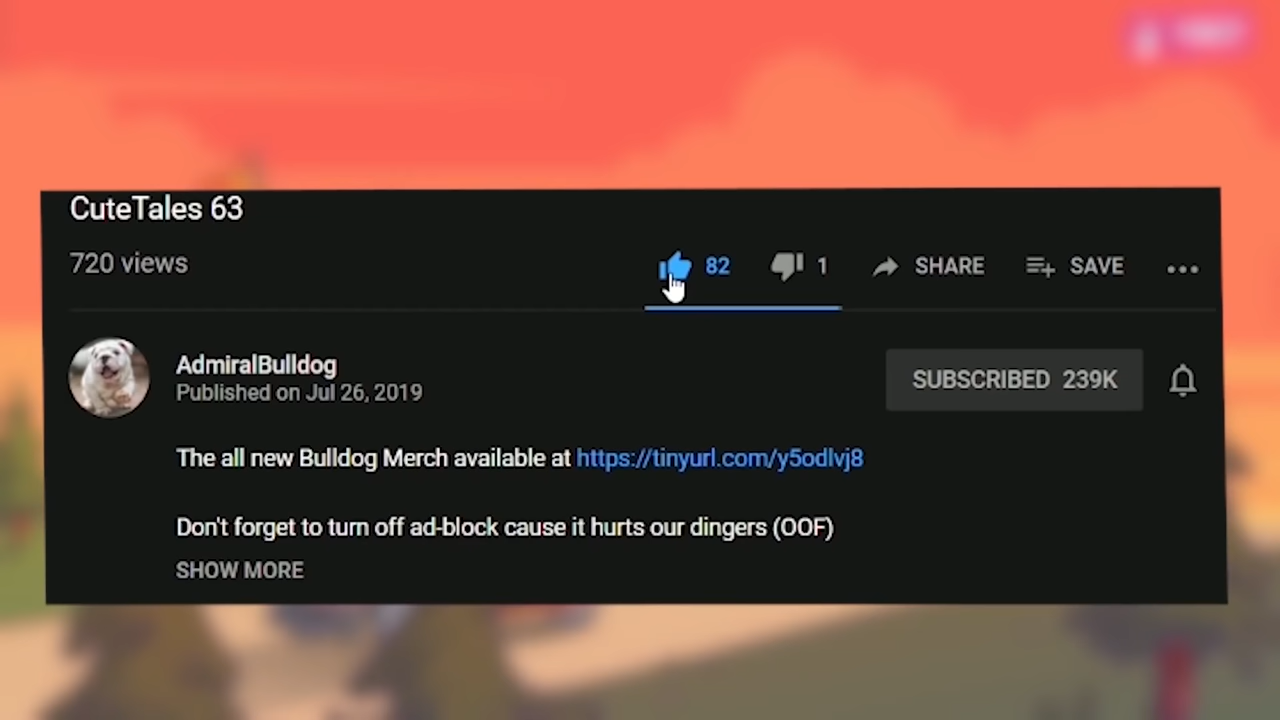 CuteTales 63
720 views
82 1 SHARE SAVE
AdmiralBulldog
Published on Jul 26, 2019
SUBSCRIBED 239K
The all new Bulldog Merch available at https://tinyurl.com/y5odlvj8
Don't forget to turn off ad-block cause it hurts our dingers (OOF)
SHOW MORE